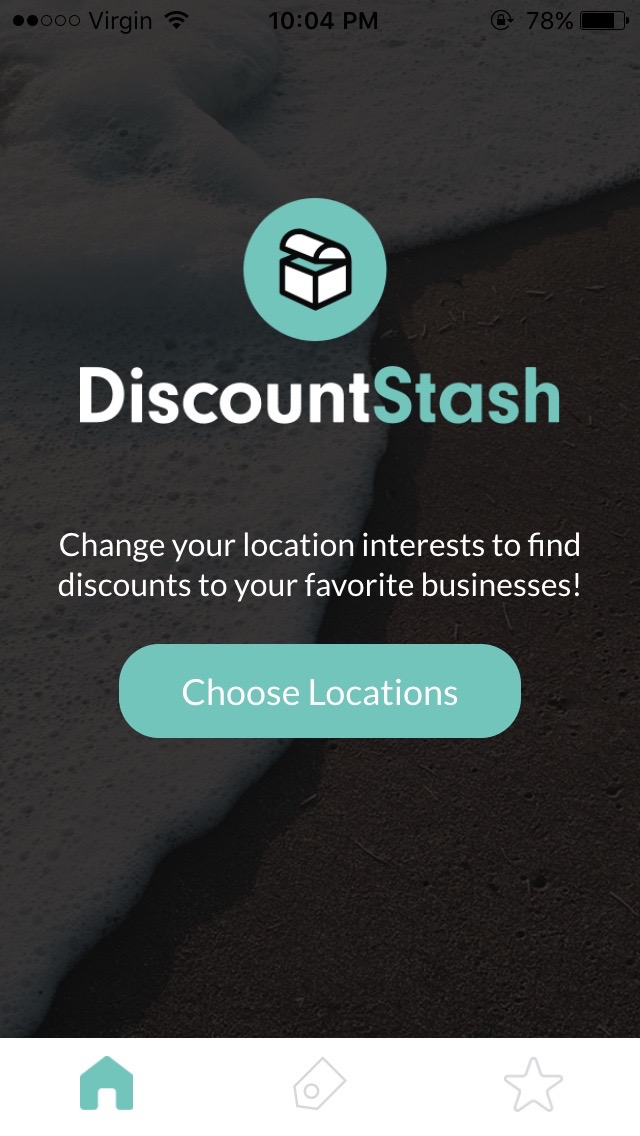 Virgin 10:04 PM 78%
DiscountStash
Change your location interests to find
discounts to your favorite businesses!
Choose Locations